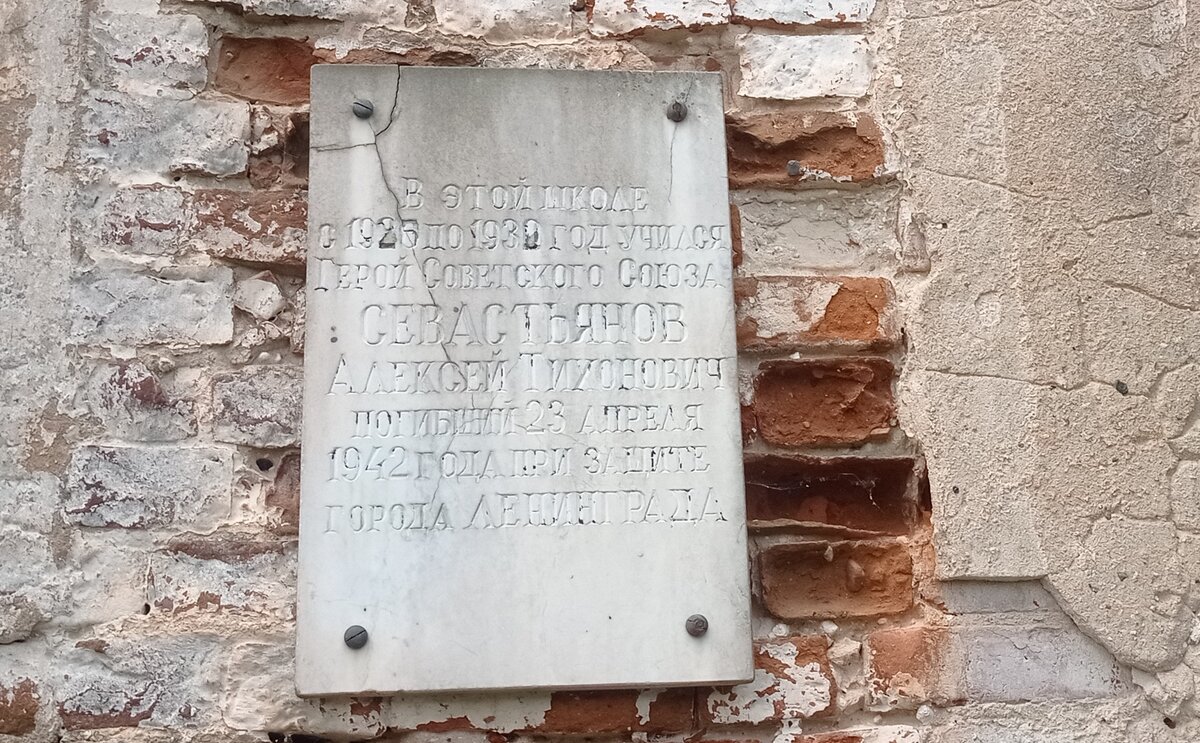 В ЭТОЙ ШКОЛЕ
С 1925 ПО ГОД УЧИЛСЯ
ГЕРОЙ СОВЕТСКОГО СОЮЗА
СЕВАСТЬЯНОВ
АЛЕКСЕЙ ТИХОНОВИЧ
ПОГИБШИЙ 23 АПРЕЛЯ
1942 ГОДА ПРИ ЗАЩИТЕ
ГОРОДА ЛЕНИНГРАДА